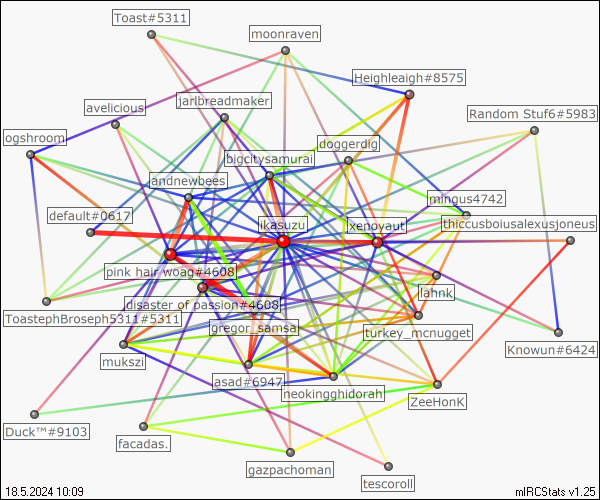 Toast#5311
moonraven
Heighleigh#8575
avelicious
jarlbreadmaker
Random Stuf6#5983
ogshroom
doggerdig
bigcitysamurai
andnewbees
mingus4742
default#0617
ikasuzu
xenoyaut
thiccusboiusalexusjoneus
pink hair woag#4608
lahnk
disaster of passion#4608
ToastephBroseph5311#5311
gregor_samsa
turkey_mcnugget
Knowun#6424
mukszi
asad#6947
neokingghidorah
ZeeHonK
Duck™#9103
facadas.
gazpachoman
tescoroll
18.5.2024 10:09
mIRCStats v1.25